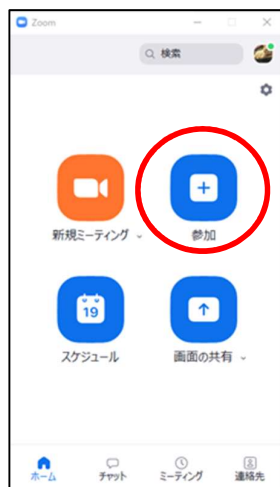 Zoom
検索
新規ミーティング
参加
19
スケジュール
画面の共有
ホーム
チャット
ミーティング
連絡先